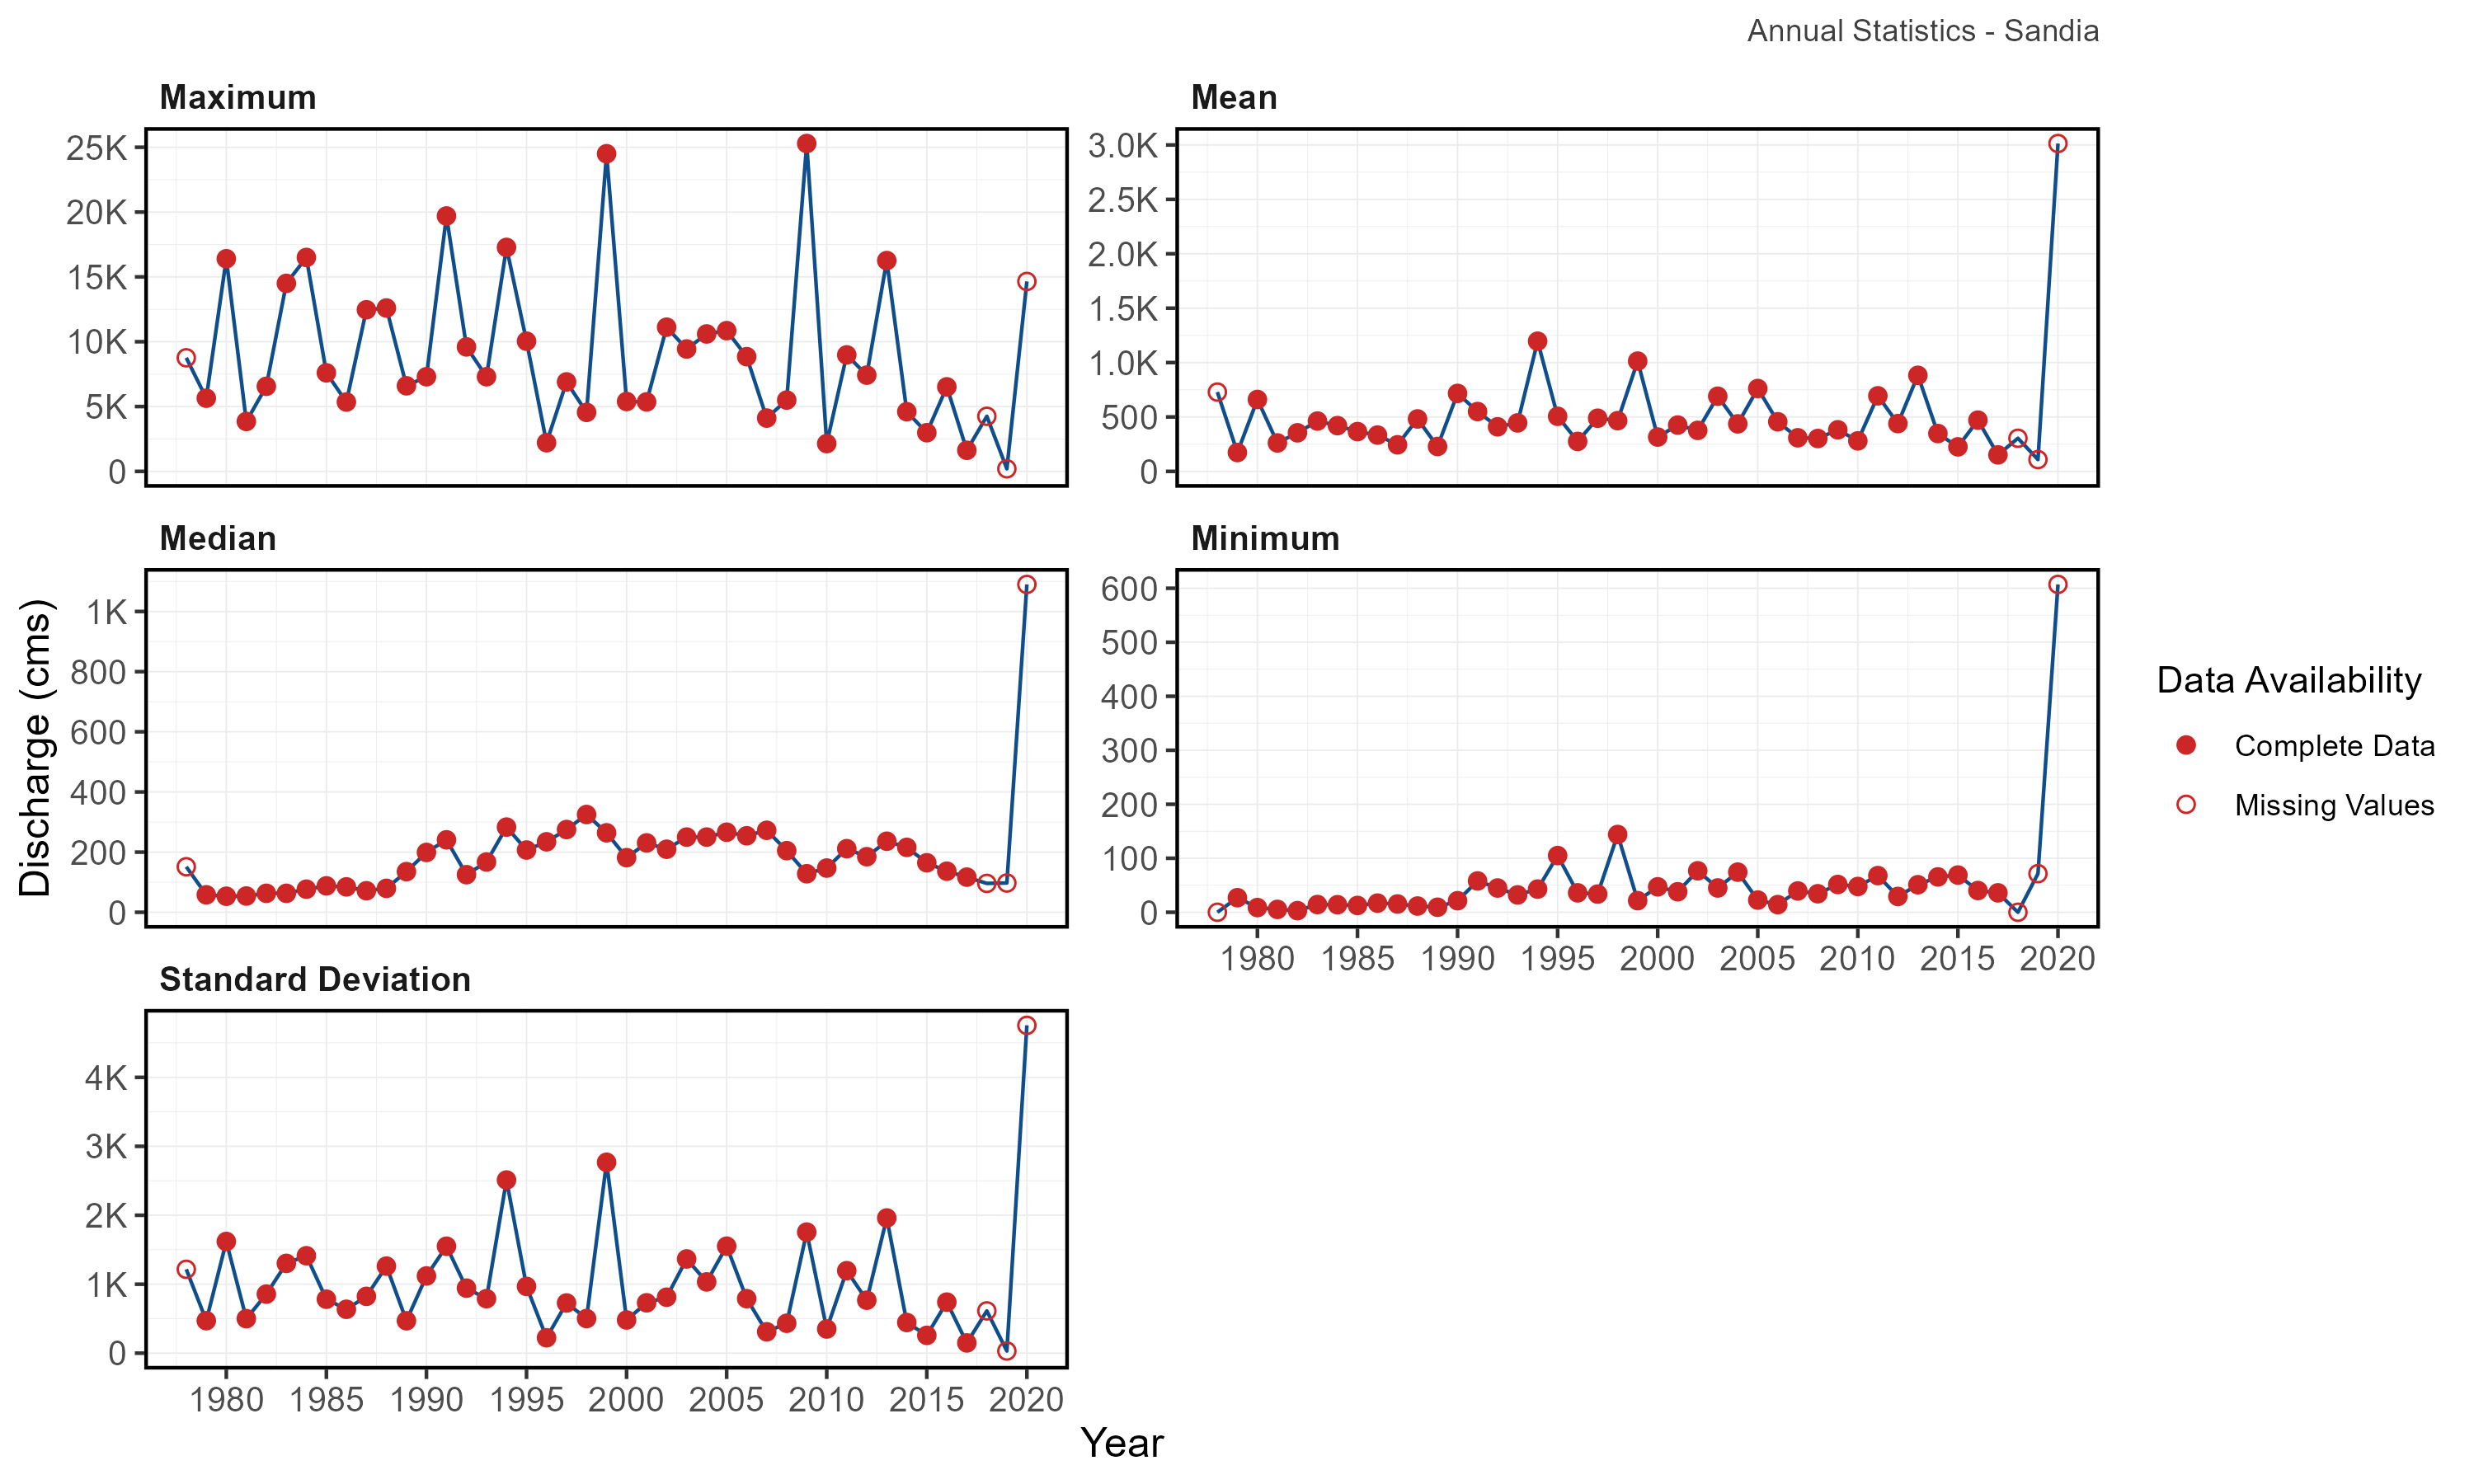 Annual Statistics - Sandia
Maximum
25K
20K
15K
10K
5K
0
Mean
3.0K
2.5K
2.0K
1.5K
1.0K
500
0
Discharge (cms)
Median
1K
800
600
400
200
0
Minimum
600
500
400
300
200
100
0
1980 1985 1990 1995 2000 2005 2010 2015 2020
Standard Deviation
4K
3K
2K
1K
0
1980 1985 1990 1995 2000 2005 2010 2015 2020
Year
Data Availability
Complete Data
Missing Values